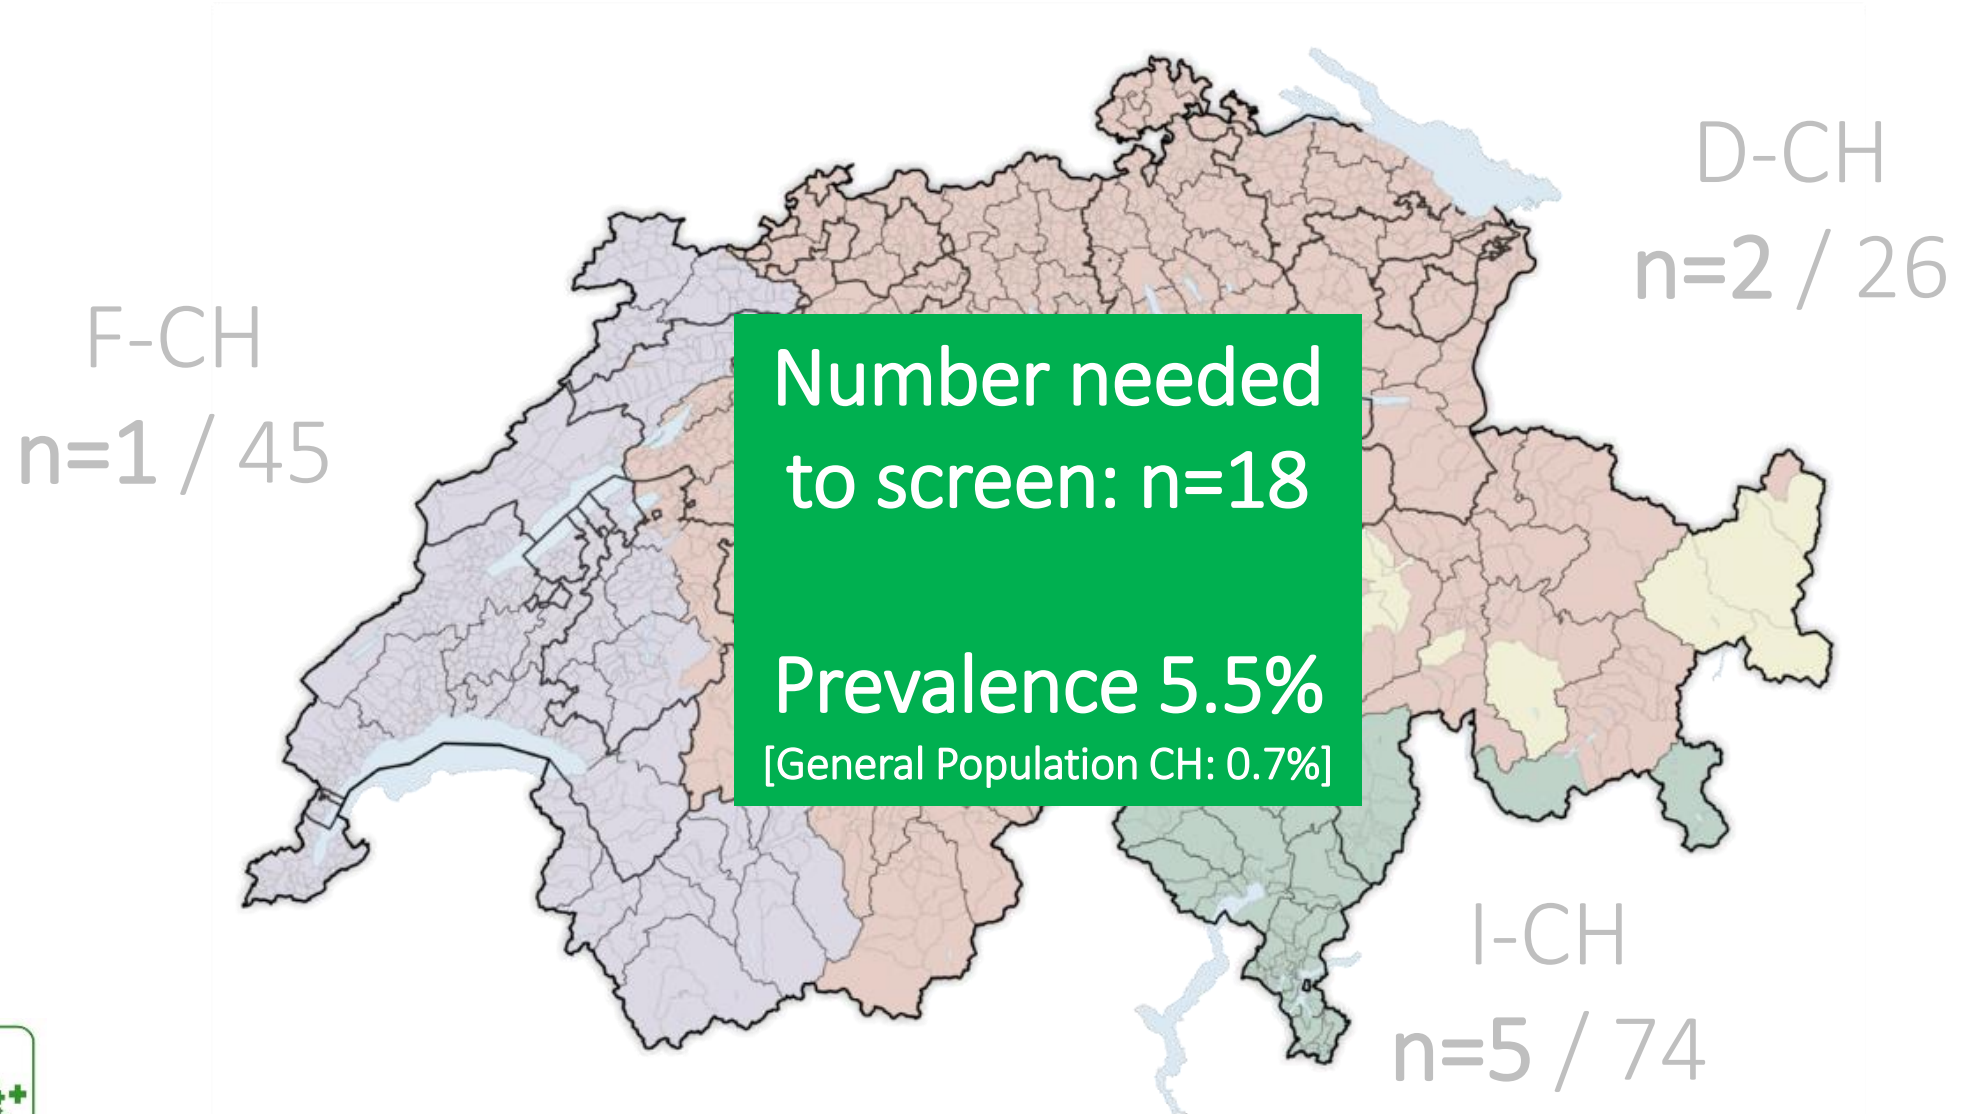 D-CH
n=2 / 26
F-CH
n=1 / 45
Number needed
to screen: n=18
Prevalence 5.5%
[General Population CH: 0.7%]
I-CH
n=5 / 74